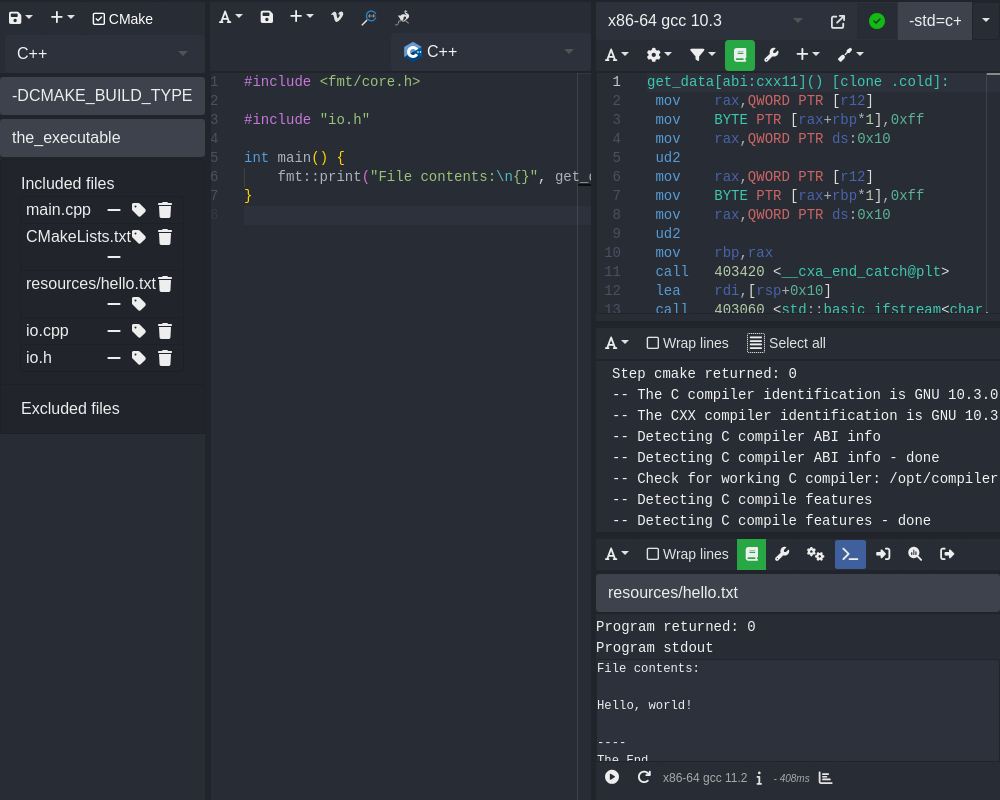 CMake
C++
-DCMAKE_BUILD_TYPE
the_executable
Included files
main.cpp
CMakeLists.txt
resources/hello.txt
io.cpp
io.h
Excluded files
A
C++
1 #include <fmt/core.h>
2
3 #include "io.h"
4
5 int main() {
6 fmt::print("File contents:\n{}", get_
7 }
8
x86-64 gcc 10.3
-std=c+
A
1 get_data[abi:cxx11]() [clone .cold]:
2 mov rax,QWORD PTR [r12]
3 mov BYTE PTR [rax+rbp*1],0xff
4 mov rax,QWORD PTR ds:0x10
5 ud2
6 mov rax,QWORD PTR [r12]
7 mov BYTE PTR [rax+rbp*1],0xff
8 mov rax,QWORD PTR ds:0x10
9 ud2
10 mov rbp,rax
11 call 403420 <__cxa_end_catch@plt>
12 lea rdi,[rsp+0x10]
13 call 403060 <std::basic_ifstream<char,
A Wrap lines Select all
Step cmake returned: 0
-- The C compiler identification is GNU 10.3.0
-- The CXX compiler identification is GNU 10.3
-- Detecting C compiler ABI info
-- Detecting C compiler ABI info - done
-- Check for working C compiler: /opt/compiler
-- Detecting C compile features
-- Detecting C compile features - done
A Wrap lines
resources/hello.txt
Program returned: 0
Program stdout
File contents:
Hello, world!
----
The End
x86-64 gcc 11.2 i - 408ms